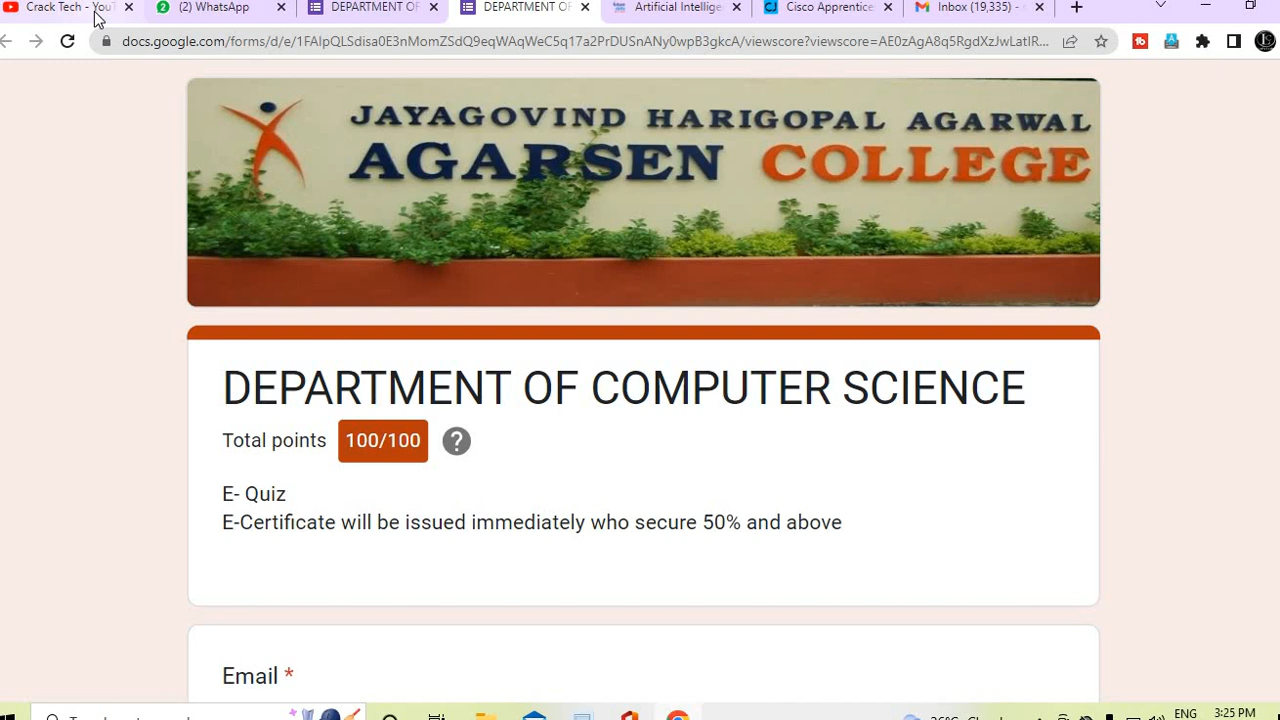 Crack Tech - YouT
(2) WhatsApp
DEPARTMENT OF
DEPARTMENT OF
Artificial Intellige
Cisco Apprentice
Inbox (19,335) -
docs.google.com/forms/d/e/1FAIpQLSdisa0E3nMomZSdQ9eqWAqWeC5q17a2PrDUSnANy0wpB3gkcA/viewscore?viewscore=AE0zAgA8q5RgdXzJwLatlR...
JAYAGOVIND HARIGOPAL AGARWAL
AGARSEN COLLEGE
DEPARTMENT OF COMPUTER SCIENCE
Total points 100/100 ?
E- Quiz
E-Certificate will be issued immediately who secure 50% and above
Email *
ENG
3:25 PM